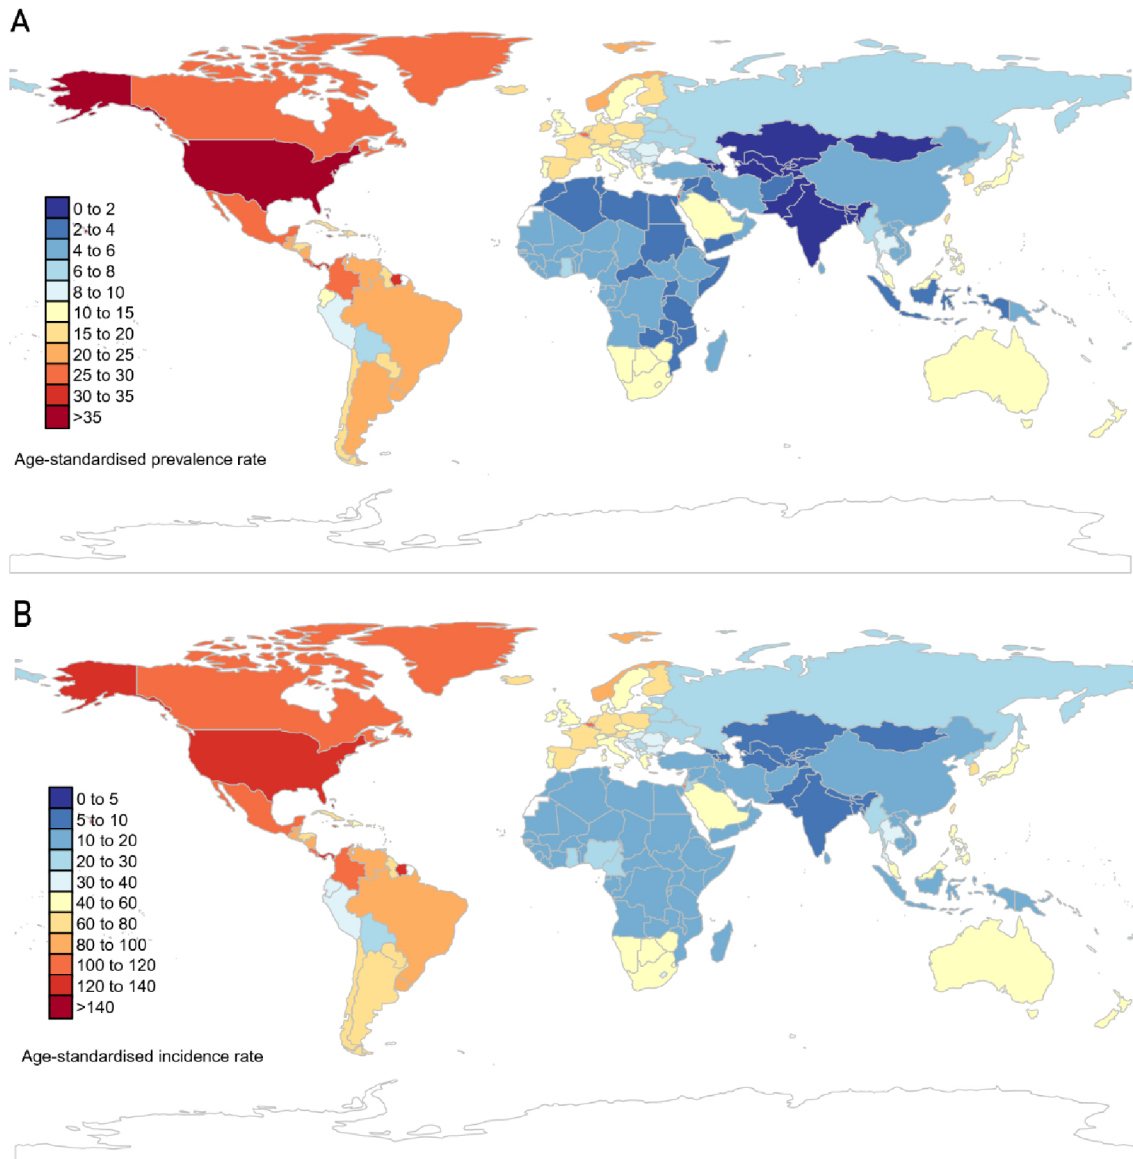 A
0 to 2
2 to 4
4 to 6
6 to 8
8 to 10
10 to 15
15 to 20
20 to 25
25 to 30
30 to 35
>35
Age-standardised prevalence rate
B
0 to 5
5 to 10
10 to 20
20 to 30
30 to 40
40 to 60
60 to 80
80 to 100
100 to 120
120 to 140
>140
Age-standardised incidence rate